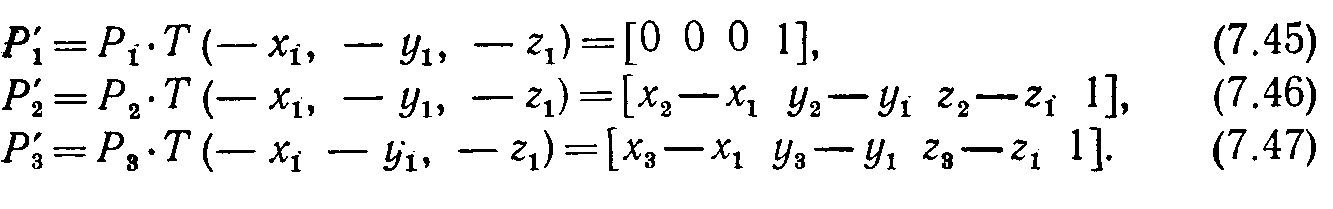 P′₁ = P₁·T (— x₁, — y₁, — z₁) = [0 0 0 1], (7.45)
P′₂ = P₂·T (— x₁, — y₁, — z₁) = [x₂—x₁ y₂—y₁ z₂—z₁ 1], (7.46)
P′₃ = P₃·T (— x₁ — y₁, — z₁) = [x₃—x₁ y₃—y₁ z₃—z₁ 1]. (7.47)